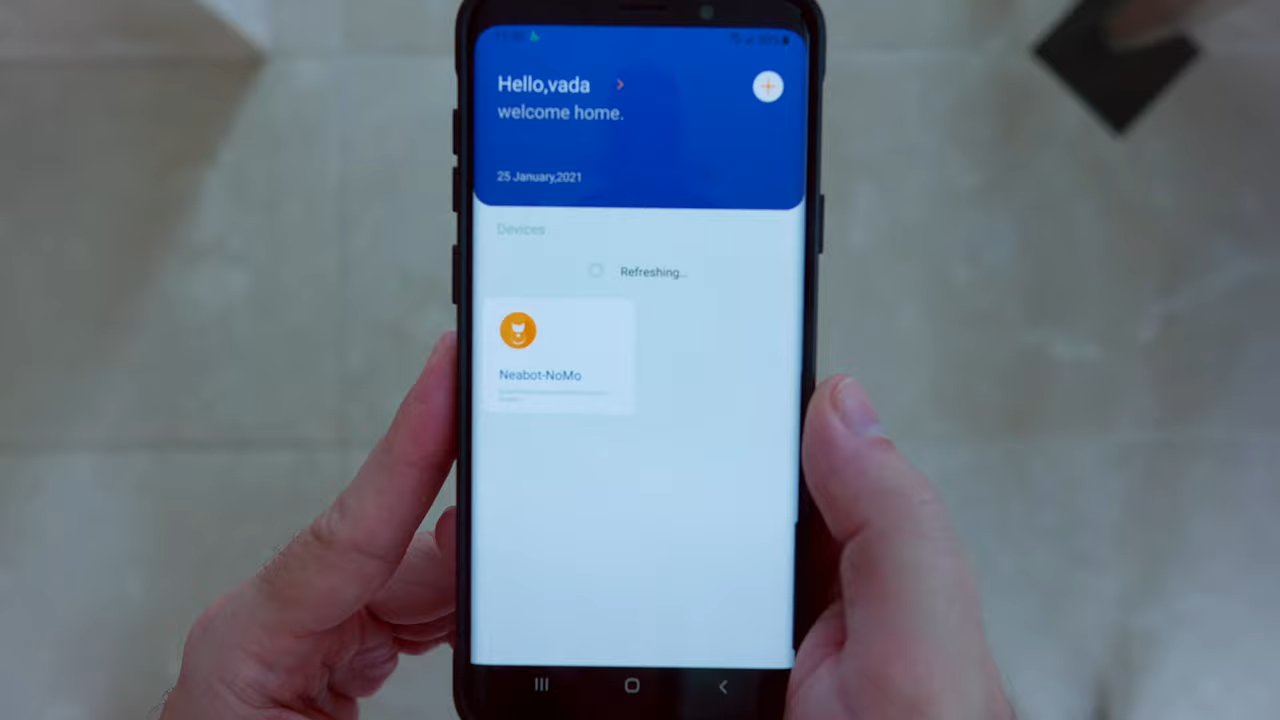 Hello,vada
welcome home.
25 January,2021
Devices
Refreshing...
Neabot-NoMo